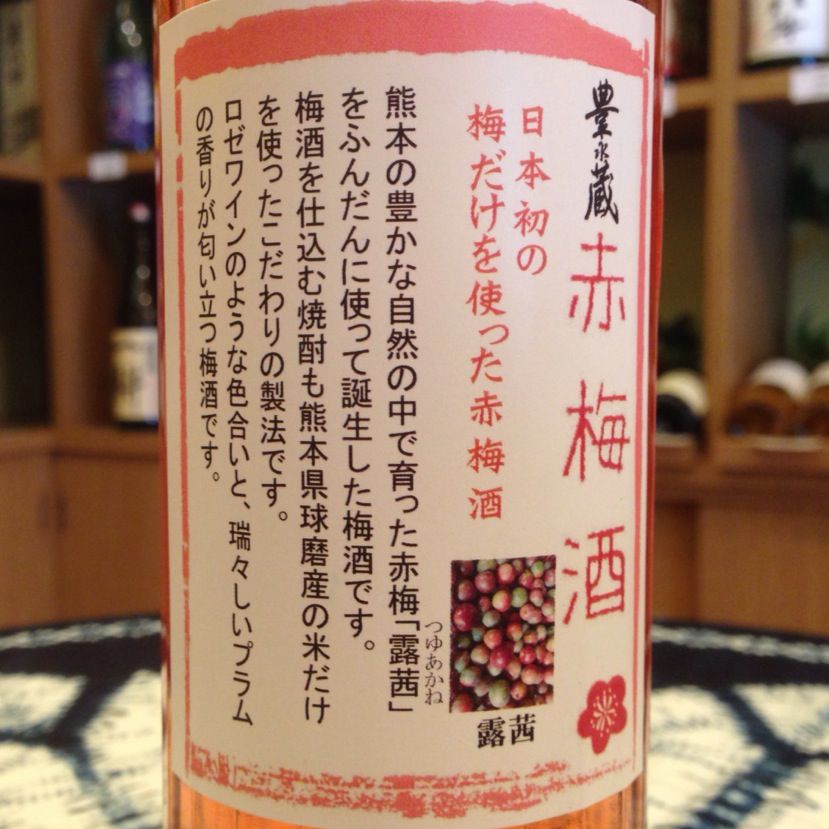 豊永蔵
赤梅酒
日本初の
梅だけを使った赤梅酒
熊本の豊かな自然の中で育った赤梅「露茜」
つゆあかね
をふんだんに使って誕生した梅酒です。
梅酒を仕込む焼酎も熊本県球磨産の米だけ
を使ったこだわりの製法です。
ロゼワインのような色合いと、瑞々しいプラム
の香りが匂い立つ梅酒です。
露茜